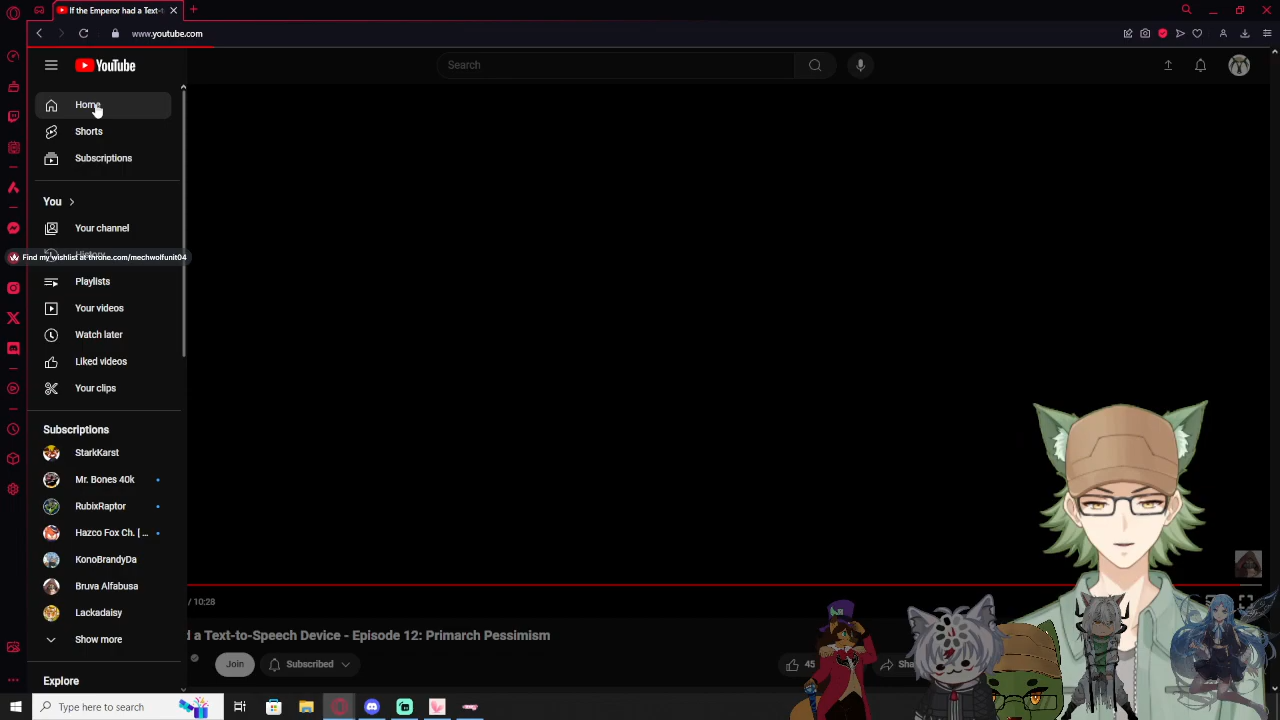 If the Emperor had a Text-
www.youtube.com
YouTube
Search
Home
Shorts
Subscriptions
You
Your channel
Find my wishlist at throne.com/mechwolfunit04
Playlists
Your videos
Watch later
Liked videos
Your clips
Subscriptions
StarkKarst
Mr. Bones 40k
RubixRaptor
Hazco Fox Ch. [ ...
KonoBrandyDa
Bruva Alfabusa
Lackadaisy
Show more
/ 10:28
d a Text-to-Speech Device - Episode 12: Primarch Pessimism
Join
Subscribed
45
Sha
Explore
Type here to search